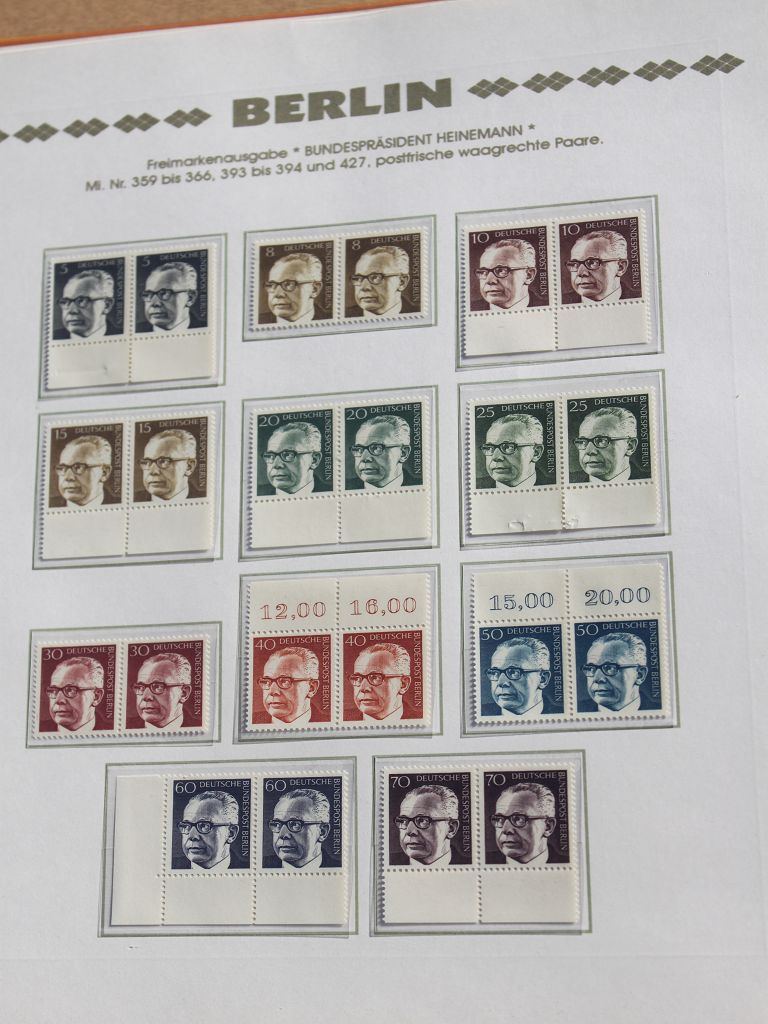 BERLIN
Freimarkenausgabe * BUNDESPRÄSIDENT HEINEMANN *
Mi. Nr. 359 bis 366, 393 bis 394 und 427, postfrische waagrechte Paare.
5 DEUTSCHE BUNDESPOST BERLIN
5 DEUTSCHE BUNDESPOST BERLIN
8 DEUTSCHE BUNDESPOST BERLIN
8 DEUTSCHE BUNDESPOST BERLIN
10 DEUTSCHE BUNDESPOST BERLIN
10 DEUTSCHE BUNDESPOST BERLIN
15 DEUTSCHE BUNDESPOST BERLIN
15 DEUTSCHE BUNDESPOST BERLIN
20 DEUTSCHE BUNDESPOST BERLIN
20 DEUTSCHE BUNDESPOST BERLIN
25 DEUTSCHE BUNDESPOST BERLIN
25 DEUTSCHE BUNDESPOST BERLIN
30 DEUTSCHE BUNDESPOST BERLIN
30 DEUTSCHE BUNDESPOST BERLIN
12,00 16,00
40 DEUTSCHE BUNDESPOST BERLIN
40 DEUTSCHE BUNDESPOST BERLIN
15,00 20,00
50 DEUTSCHE BUNDESPOST BERLIN
50 DEUTSCHE BUNDESPOST BERLIN
60 DEUTSCHE BUNDESPOST BERLIN
60 DEUTSCHE BUNDESPOST BERLIN
70 DEUTSCHE BUNDESPOST BERLIN
70 DEUTSCHE BUNDESPOST BERLIN